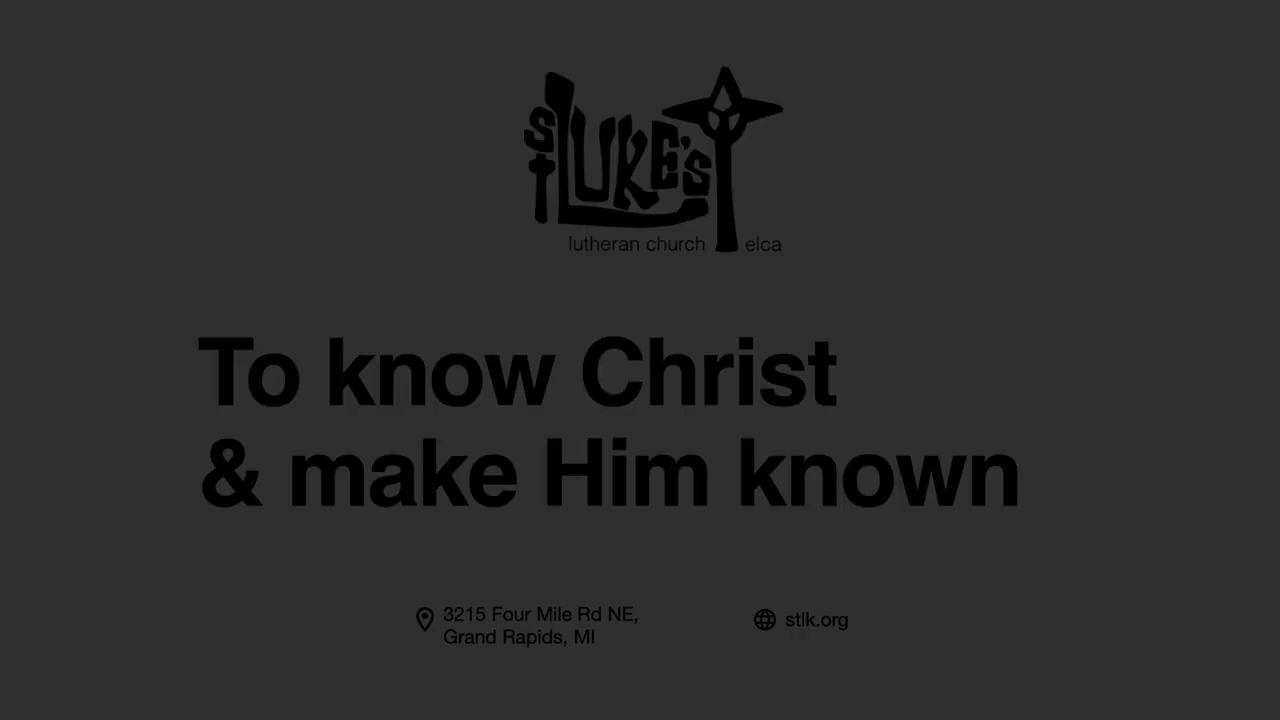 St LUKE'S
lutheran church elca
To know Christ
& make Him known
3215 Four Mile Rd NE,
Grand Rapids, MI
stlk.org